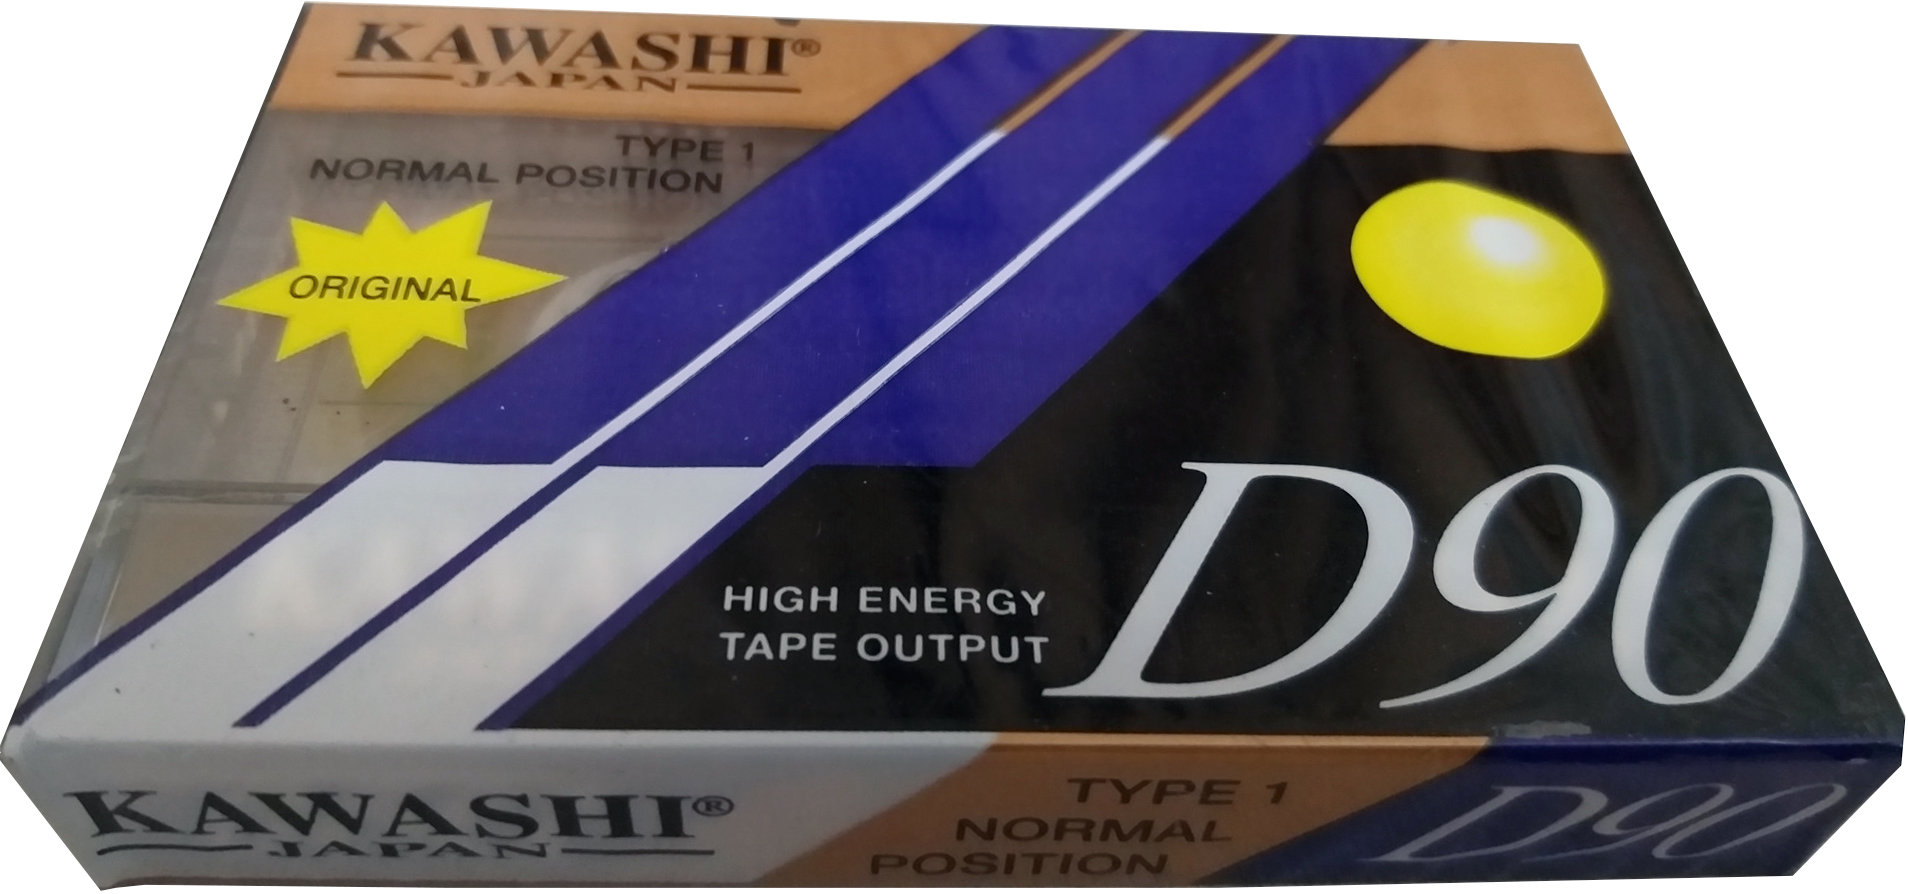 KAWASHI®
JAPAN
TYPE 1
NORMAL POSITION
ORIGINAL
HIGH ENERGY
TAPE OUTPUT
D90
KAWASHI®
JAPAN
TYPE 1
NORMAL
POSITION
D90